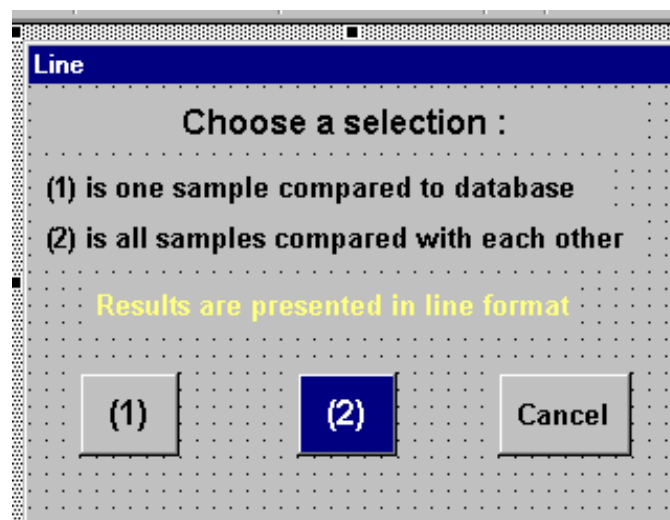 Line
Choose a selection :
(1) is one sample compared to database
(2) is all samples compared with each other
Results are presented in line format
(1) (2) Cancel